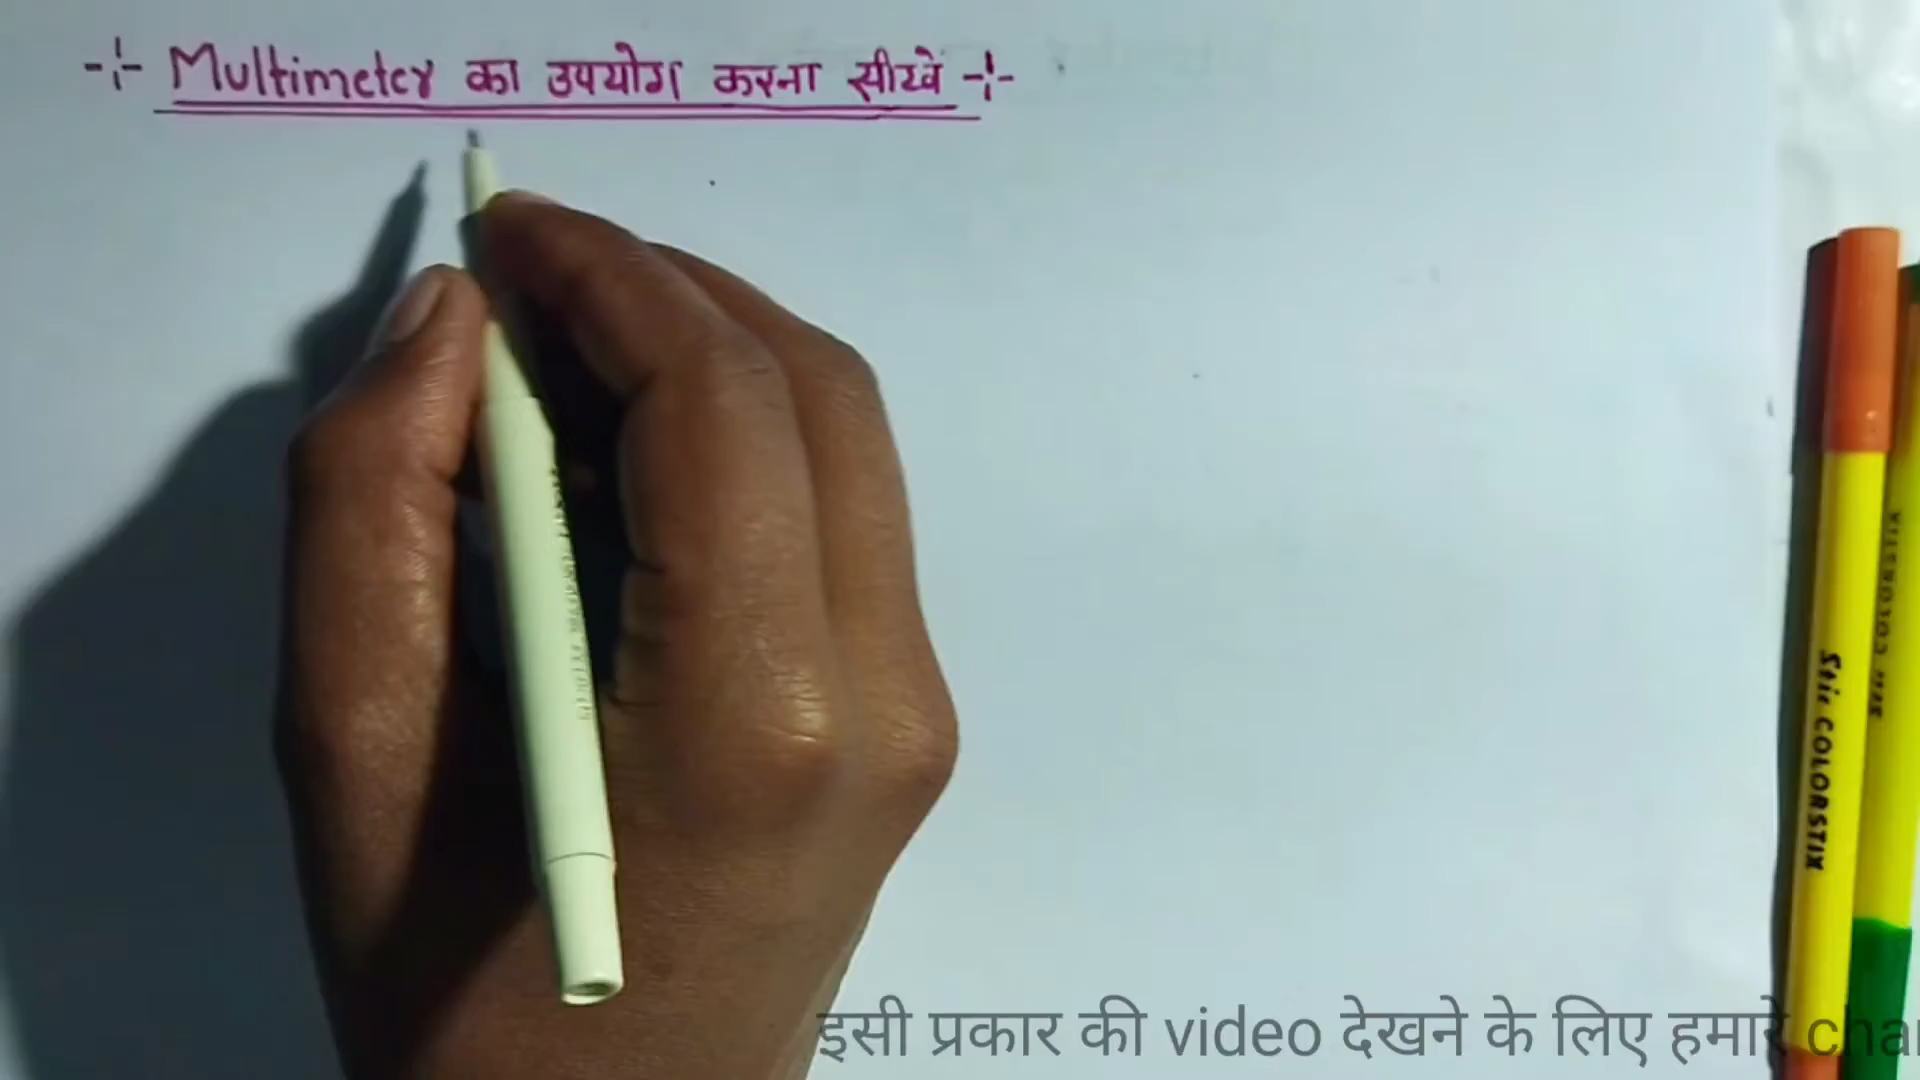 -:- Multimeter का उपयोग करना सीखे -:-
Stic COLORSTIX
Stic COLORSTIX
इसी प्रकार की video देखने के लिए हमारे